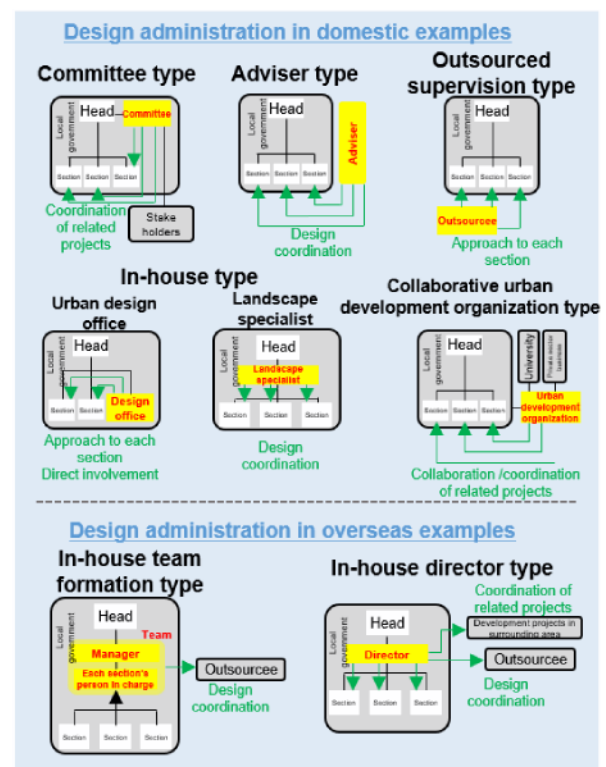 Design administration in domestic examples
Committee type
Local government
Head
Committee
Section
Section
Section
Coordination
of related
projects
Stake
holders
Adviser type
Local government
Head
Adviser
Section
Section
Section
Design
coordination
Outsourced
supervision type
Local government
Head
Section
Section
Section
Outsourcee
Approach to each
section
In-house type
Urban design
office
Local government
Head
Section
Section
Design
office
Approach to each
section
Direct involvement
Landscape
specialist
Local government
Head
Landscape
specialist
Section
Section
Section
Design
coordination
Collaborative urban
development organization type
Local government
Head
University
Private sector
business
Section
Section
Section
Urban
development
organization
Collaboration /coordination
of related projects
Design administration in overseas examples
In-house team
formation type
Local government
Head
Team
Manager
Each section's
person in charge
Section
Section
Section
Outsourcee
Design
coordination
In-house director type
Local government
Head
Director
Section
Section
Section
Coordination of
related projects
Development projects in
surrounding area
Outsourcee
Design
coordination